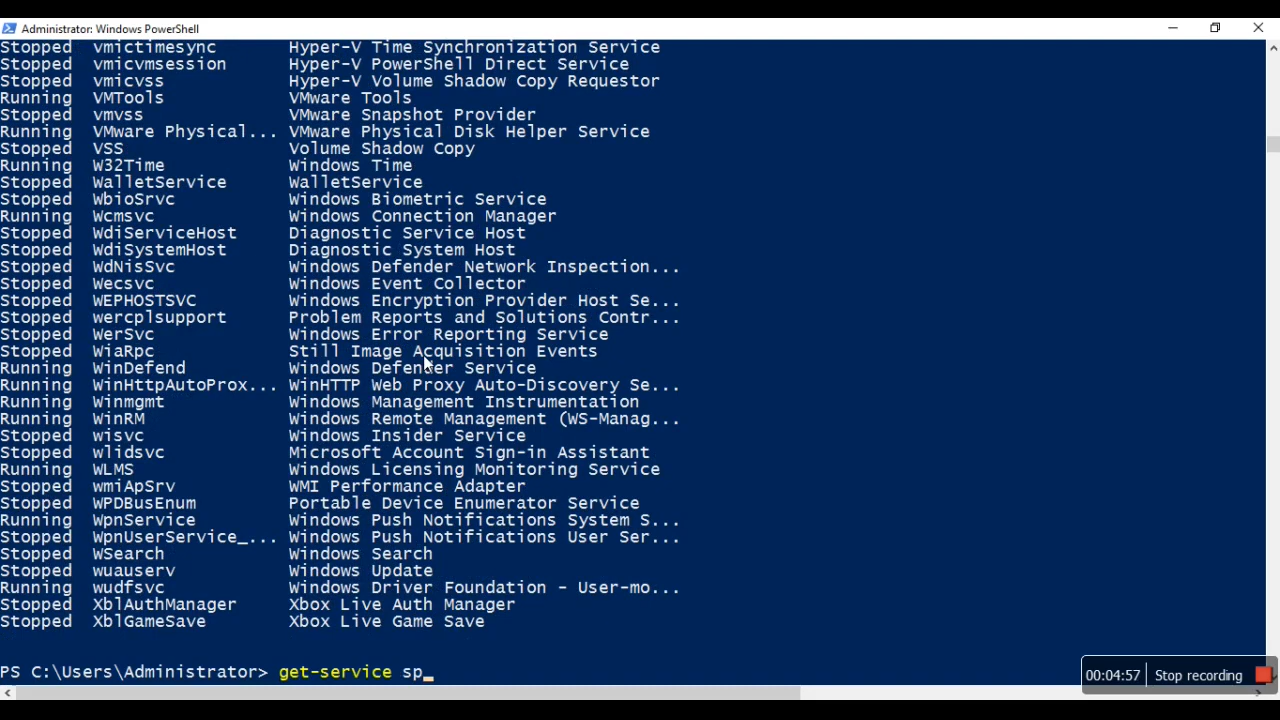 Administrator: Windows PowerShell
Stopped vmictimesync Hyper-V Time Synchronization Service
Stopped vmicvmsession Hyper-V PowerShell Direct Service
Stopped vmicvss Hyper-V Volume Shadow Copy Requestor
Running VMTools VMware Tools
Stopped vmvss VMware Snapshot Provider
Running VMware Physical... VMware Physical Disk Helper Service
Stopped VSS Volume Shadow Copy
Running W32Time Windows Time
Stopped WalletService WalletService
Stopped WbioSrvc Windows Biometric Service
Running Wcmsvc Windows Connection Manager
Stopped WdiServiceHost Diagnostic Service Host
Stopped WdiSystemHost Diagnostic System Host
Stopped WdNisSvc Windows Defender Network Inspection...
Stopped Wecsvc Windows Event Collector
Stopped WEPHOSTSVC Windows Encryption Provider Host Se...
Stopped wercplsupport Problem Reports and Solutions Contr...
Stopped WerSvc Windows Error Reporting Service
Stopped WiaRpc Still Image Acquisition Events
Running WinDefend Windows Defender Service
Running WinHttpAutoProx... WinHTTP Web Proxy Auto-Discovery Se...
Running Winmgmt Windows Management Instrumentation
Running WinRM Windows Remote Management (WS-Manag...
Stopped wisvc Windows Insider Service
Stopped wlidsvc Microsoft Account Sign-in Assistant
Running WLMS Windows Licensing Monitoring Service
Stopped wmiApSrv WMI Performance Adapter
Stopped WPDBusEnum Portable Device Enumerator Service
Running WpnService Windows Push Notifications System S...
Stopped WpnUserService_... Windows Push Notifications User Ser...
Stopped WSearch Windows Search
Stopped wuauserv Windows Update
Running wudfsvc Windows Driver Foundation - User-mo...
Stopped XblAuthManager Xbox Live Auth Manager
Stopped XblGameSave Xbox Live Game Save
PS C:\Users\Administrator> get-service sp_
00:04:57 Stop recording